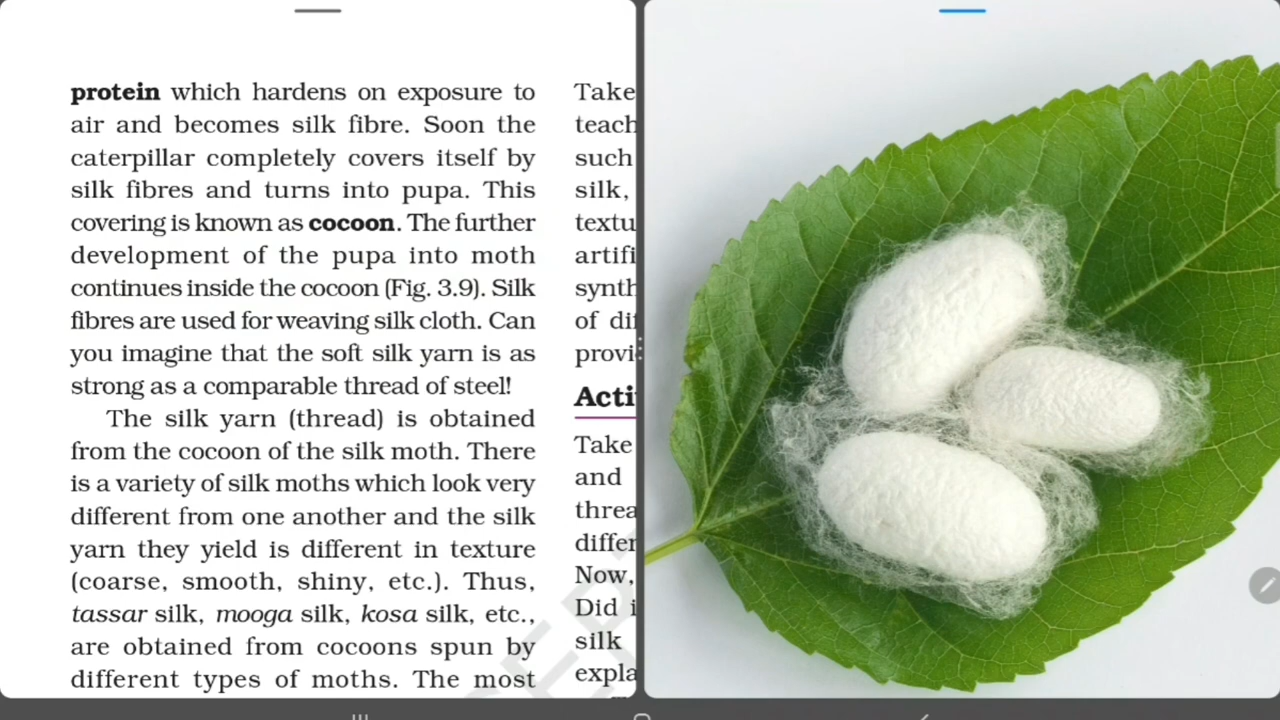 protein which hardens on exposure to
air and becomes silk fibre. Soon the
caterpillar completely covers itself by
silk fibres and turns into pupa. This
covering is known as cocoon. The further
development of the pupa into moth
continues inside the cocoon (Fig. 3.9). Silk
fibres are used for weaving silk cloth. Can
you imagine that the soft silk yarn is as
strong as a comparable thread of steel!
The silk yarn (thread) is obtained
from the cocoon of the silk moth. There
is a variety of silk moths which look very
different from one another and the silk
yarn they yield is different in texture
(coarse, smooth, shiny, etc.). Thus,
tassar silk, mooga silk, kosa silk, etc.,
are obtained from cocoons spun by
different types of moths. The most
Take
teach
such
silk,
textu
artifi
synth
of dif
provi
Acti
Take
and
threa
differ
Now,
Did i
silk
expla